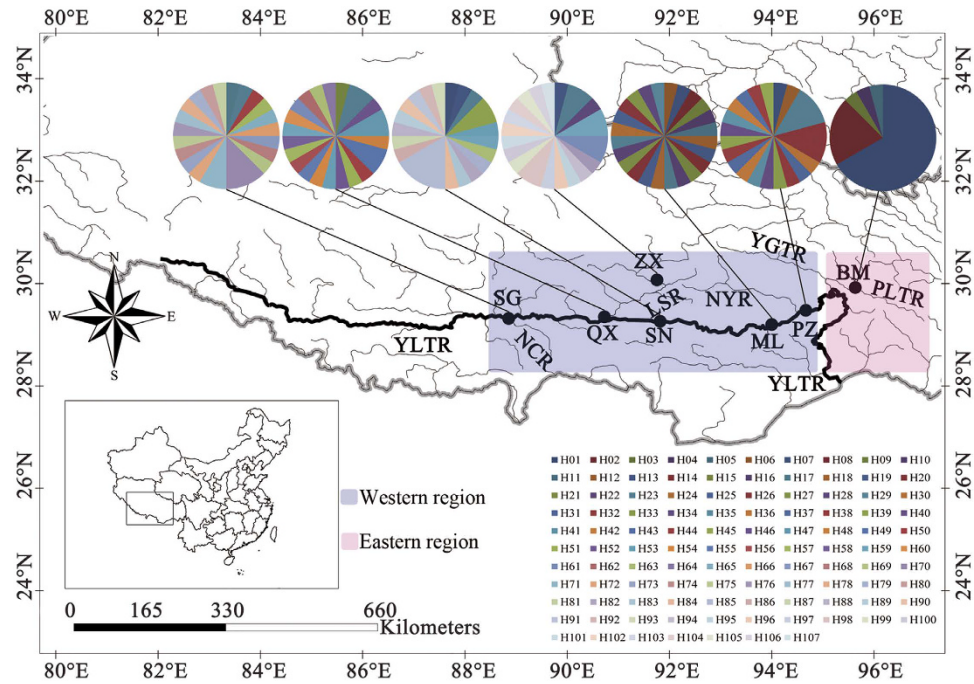 80°E 82°E 84°E 86°E 88°E 90°E 92°E 94°E 96°E
34°N 34°N
32°N 32°N
30°N 30°N
28°N 28°N
26°N 26°N
24°N 24°N
YGTR
BM
ZX
PLTR
N
LSR
NYR
SG
W E
QX
SN
ML
PZ
NCR
YLTR
S
YLTR
Western region
Eastern region
H01 H02 H03 H04 H05 H06 H07 H08 H09 H10
H11 H12 H13 H14 H15 H16 H17 H18 H19 H20
H21 H22 H23 H24 H25 H26 H27 H28 H29 H30
H31 H32 H33 H34 H35 H36 H37 H38 H39 H40
H41 H42 H43 H44 H45 H46 H47 H48 H49 H50
H51 H52 H53 H54 H55 H56 H57 H58 H59 H60
H61 H62 H63 H64 H65 H66 H67 H68 H69 H70
H71 H72 H73 H74 H75 H76 H77 H78 H79 H80
H81 H82 H83 H84 H85 H86 H87 H88 H89 H90
H91 H92 H93 H94 H95 H96 H97 H98 H99 H100
H101 H102 H103 H104 H105 H106 H107
0 165 330 660
Kilometers
80°E 82°E 84°E 86°E 88°E 90°E 92°E 94°E 96°E